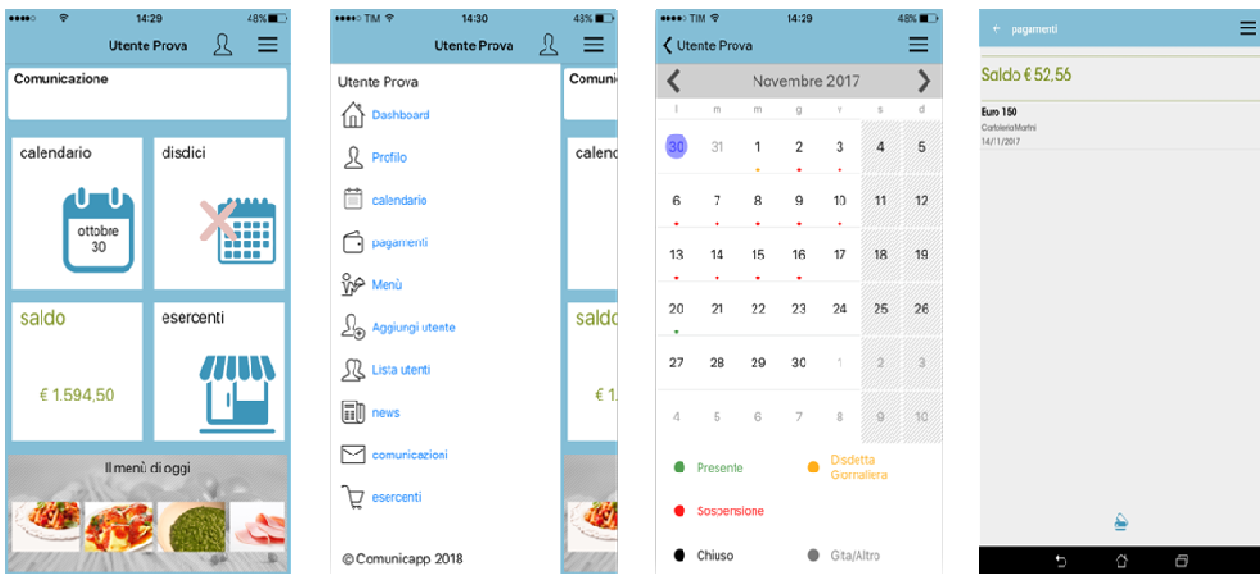 14:29
48%
Utente Prova
Comunicazione
calendario
disdici
ottobre
30
saldo
esercenti
€ 1.594,50
Il menù di oggi
TIM
14:30
48%
Utente Prova
Utente Prova
Comuni
Dashboard
Profilo
calendario
calenc
pagamenti
Menù
Aggiungi utente
saldo
Lista utenti
€ 1.
news
comunicazioni
esercenti
© Comunicapp 2018
TIM
14:29
48%
Utente Prova
Novembre 2017
l m m g v s d
30 31 1 2 3 4 5
6 7 8 9 10 11 12
13 14 15 16 17 18 19
20 21 22 23 24 25 26
27 28 29 30 1 2 3
4 5 6 7 8 9 10
Presente
Disdetta
Giornaliera
Sospensione
Chiuso
Gita/Altro
pagamenti
Saldo € 52,56
Euro 150
CartoleriaMartini
14/11/2017